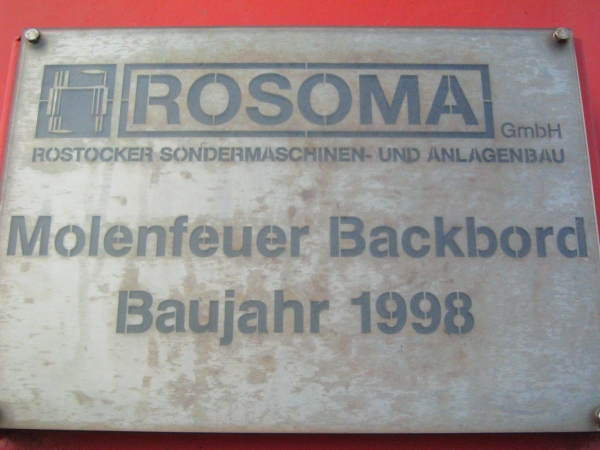 ROSOMA GmbH
ROSTOCKER SONDERMASCHINEN- UND ANLAGENBAU
Molenfeuer Backbord
Baujahr 1998